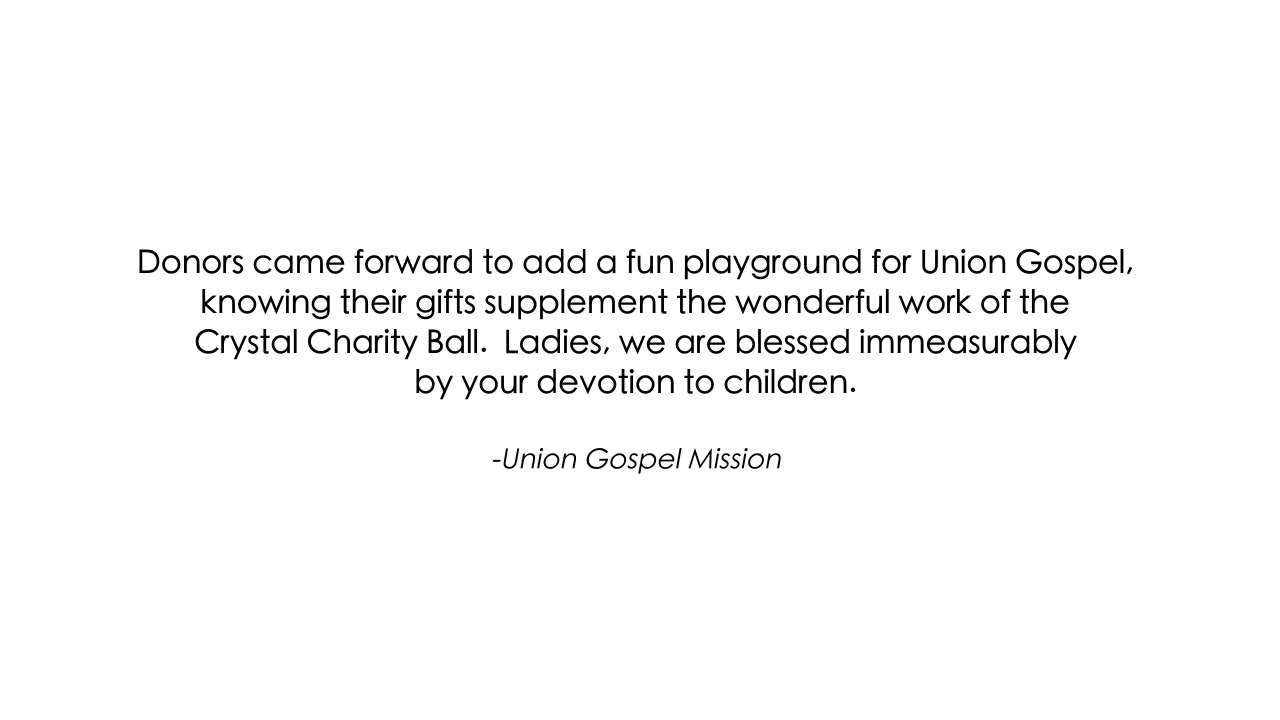 Donors came forward to add a fun playground for Union Gospel,
knowing their gifts supplement the wonderful work of the
Crystal Charity Ball.  Ladies, we are blessed immeasurably
by your devotion to children.
-Union Gospel Mission